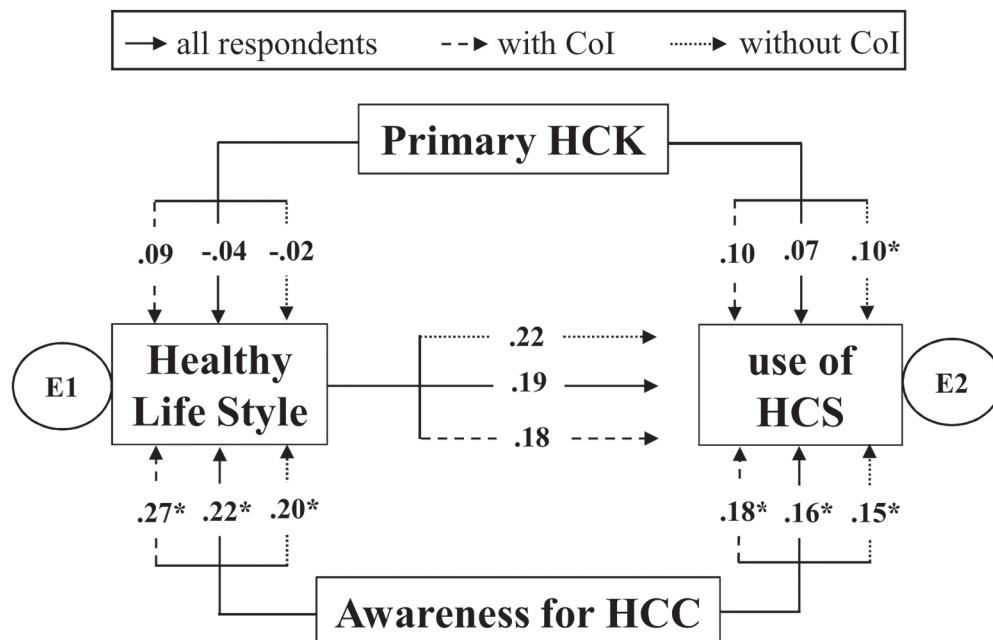 all respondents with CoI without CoI
Primary HCK
.09 -.04 -.02 .10 .07 .10*
E1
Healthy
Life Style
.22
.19
.18
use of
HCS
E2
.27* .22* .20* .18* .16* .15*
Awareness for HCC